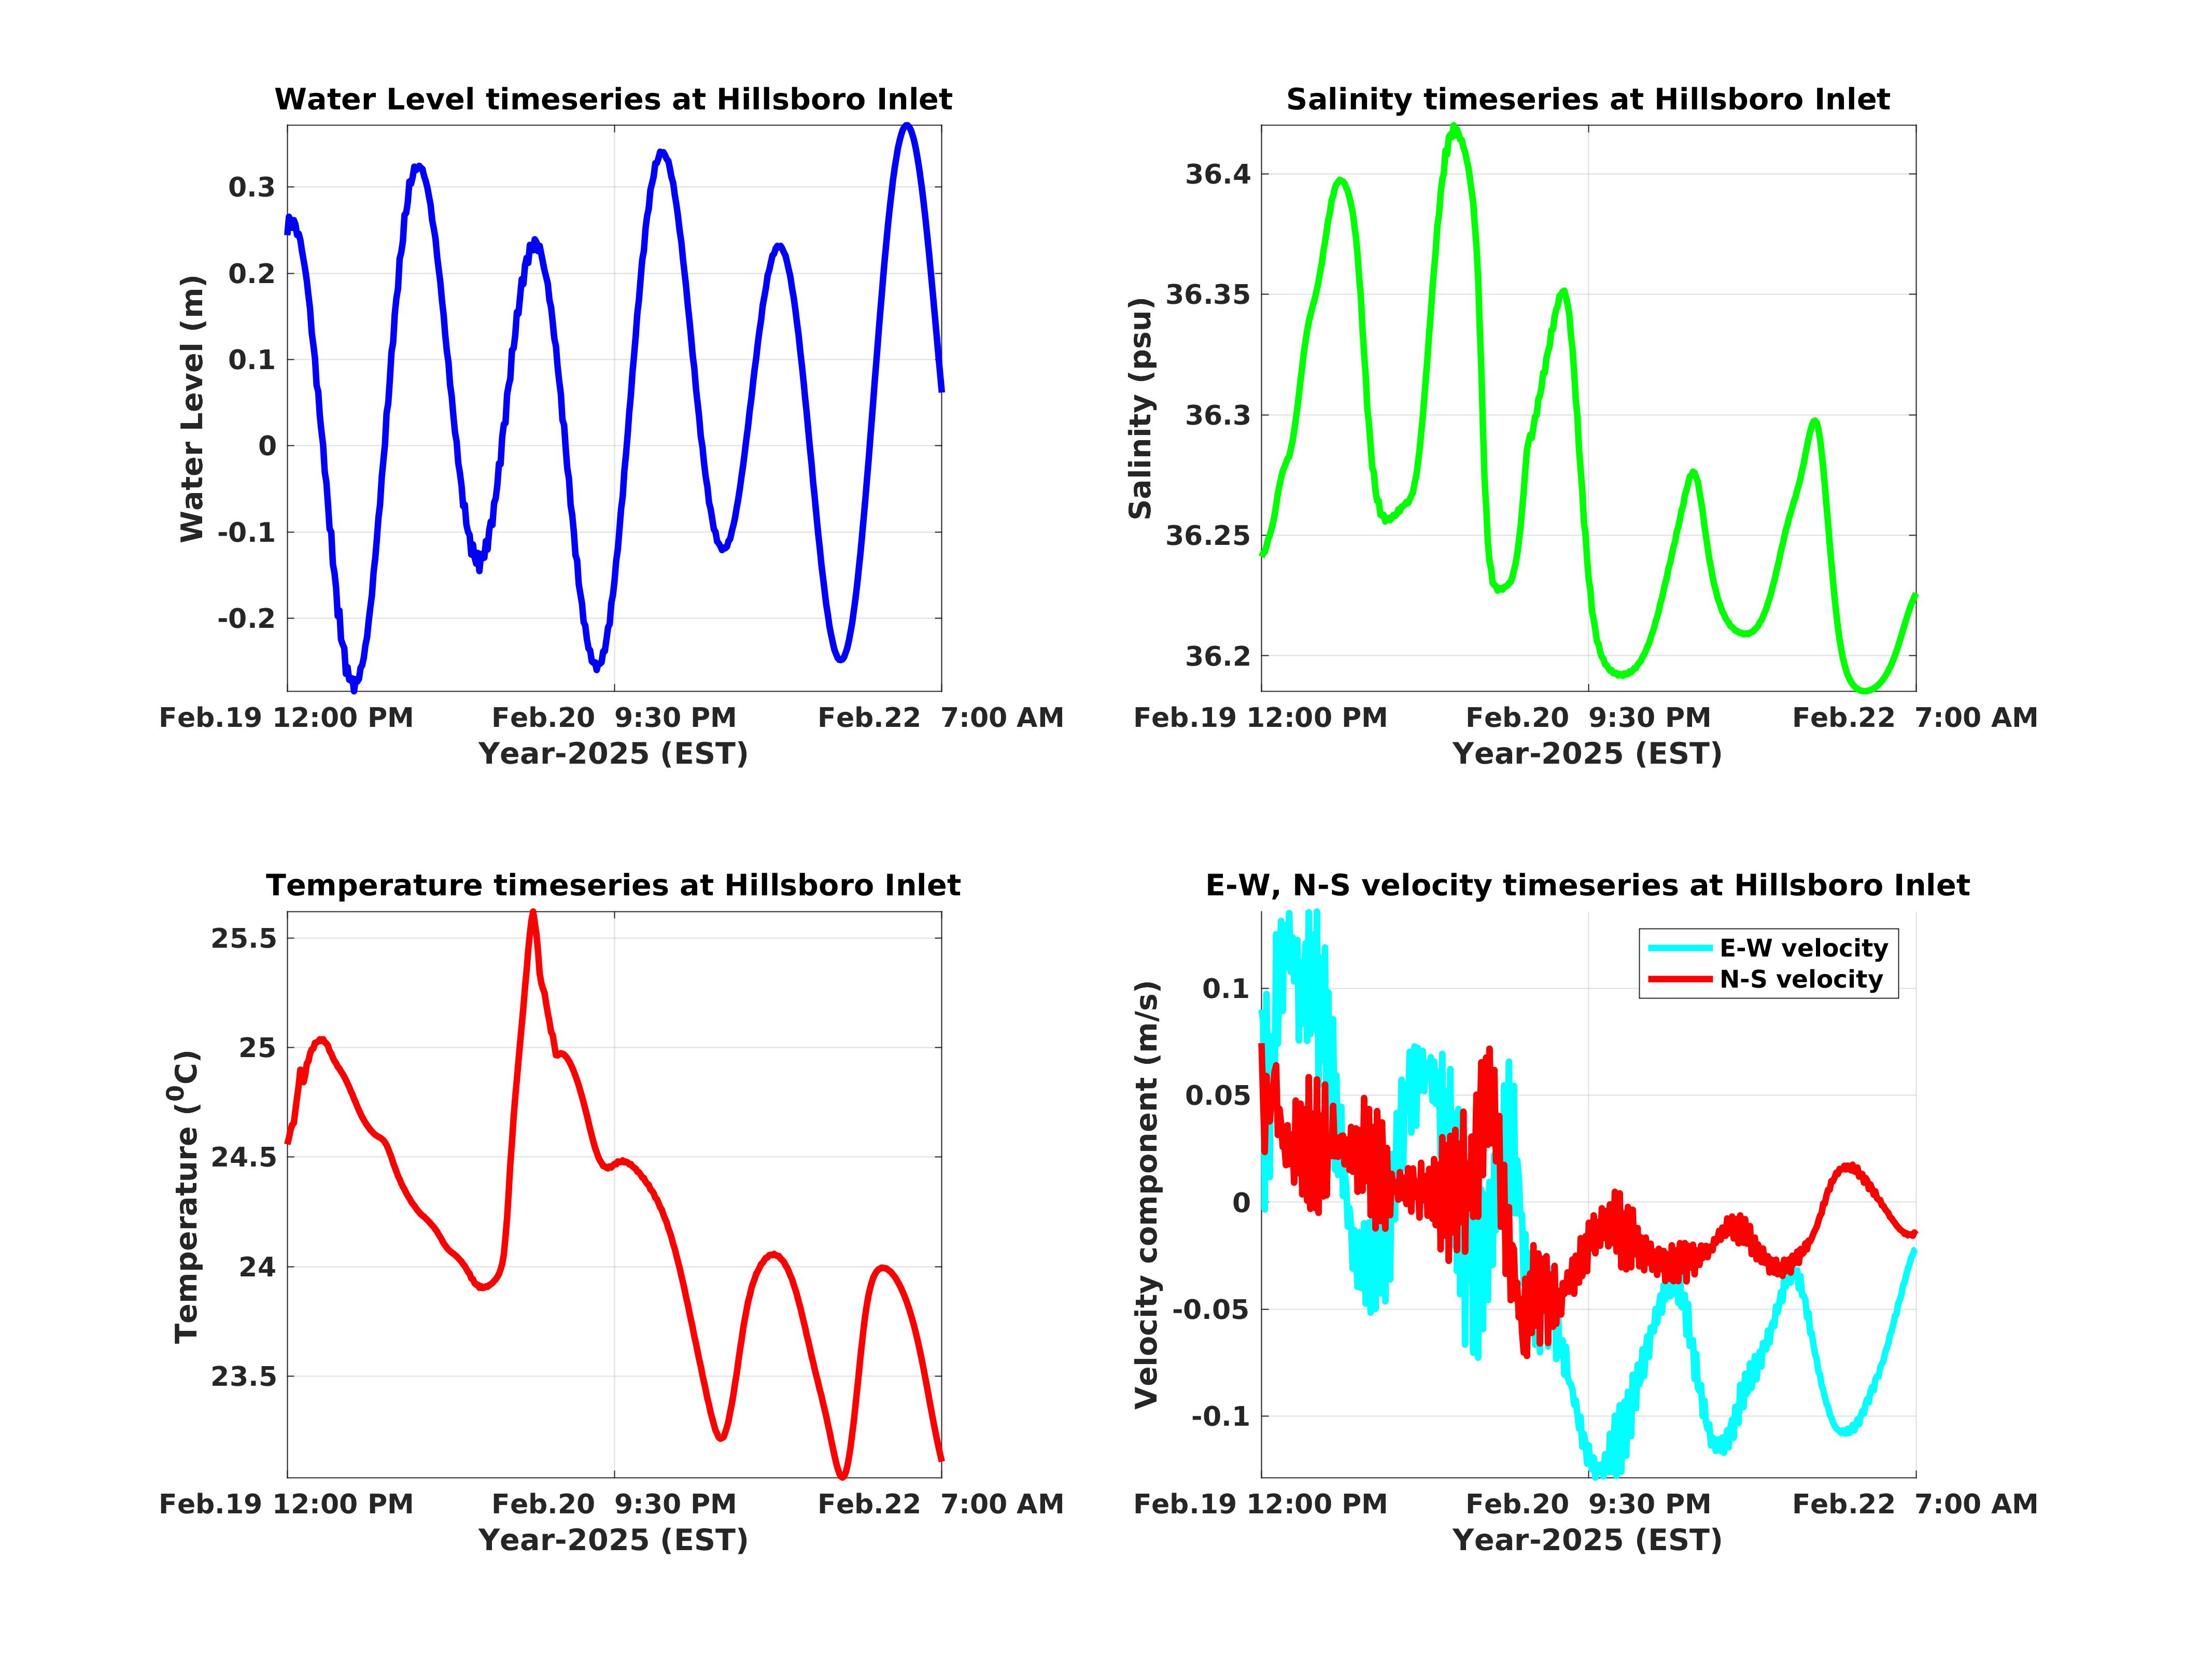 Water Level timeseries at Hillsboro Inlet
Water Level (m)
0.3
0.2
0.1
0
-0.1
-0.2
Feb.19 12:00 PM
Feb.20  9:30 PM
Feb.22  7:00 AM
Year-2025 (EST)
Salinity timeseries at Hillsboro Inlet
Salinity (psu)
36.4
36.35
36.3
36.25
36.2
Feb.19 12:00 PM
Feb.20  9:30 PM
Feb.22  7:00 AM
Year-2025 (EST)
Temperature timeseries at Hillsboro Inlet
Temperature (⁰C)
25.5
25
24.5
24
23.5
Feb.19 12:00 PM
Feb.20  9:30 PM
Feb.22  7:00 AM
Year-2025 (EST)
E-W, N-S velocity timeseries at Hillsboro Inlet
Velocity component (m/s)
0.1
0.05
0
-0.05
-0.1
E-W velocity
N-S velocity
Feb.19 12:00 PM
Feb.20  9:30 PM
Feb.22  7:00 AM
Year-2025 (EST)